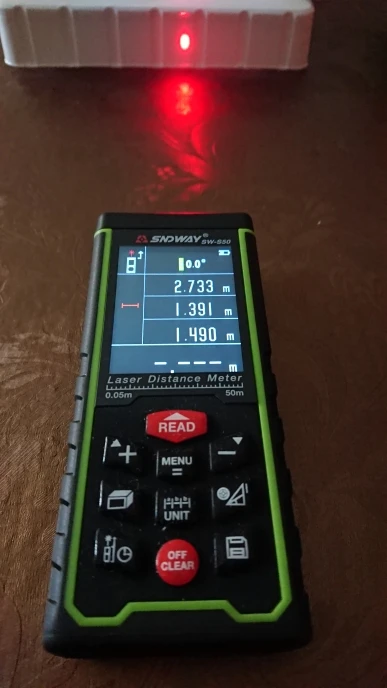 SNDWAY® SW-S50
0.0°
2.733 m
1.391 m
1.490 m
-.--- m
Laser Distance Meter
0.05m 50m
READ
+ −
MENU
=
UNIT
OFF
CLEAR